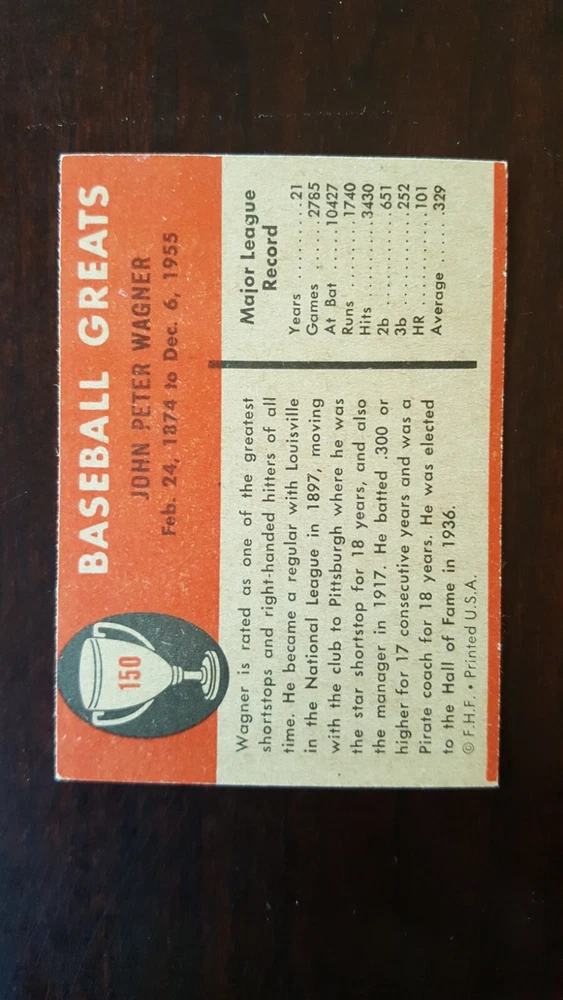 BASEBALL GREATS
JOHN PETER WAGNER
Feb. 24, 1874 to Dec. 6, 1955
150
Wagner is rated as one of the greatest
shortstops and right-handed hitters of all
time. He became a regular with Louisville
in the National League in 1897, moving
with the club to Pittsburgh where he was
the star shortstop for 18 years, and also
the manager in 1917. He batted .300 or
higher for 17 consecutive years and was a
Pirate coach for 18 years. He was elected
to the Hall of Fame in 1936.
© F.H.F. • Printed U.S.A.
Major League
Record
Years ..........21
Games ......2785
At Bat .....10427
Runs ........1740
Hits ..........3430
2b ............651
3b ............252
HR ............101
Average ......329